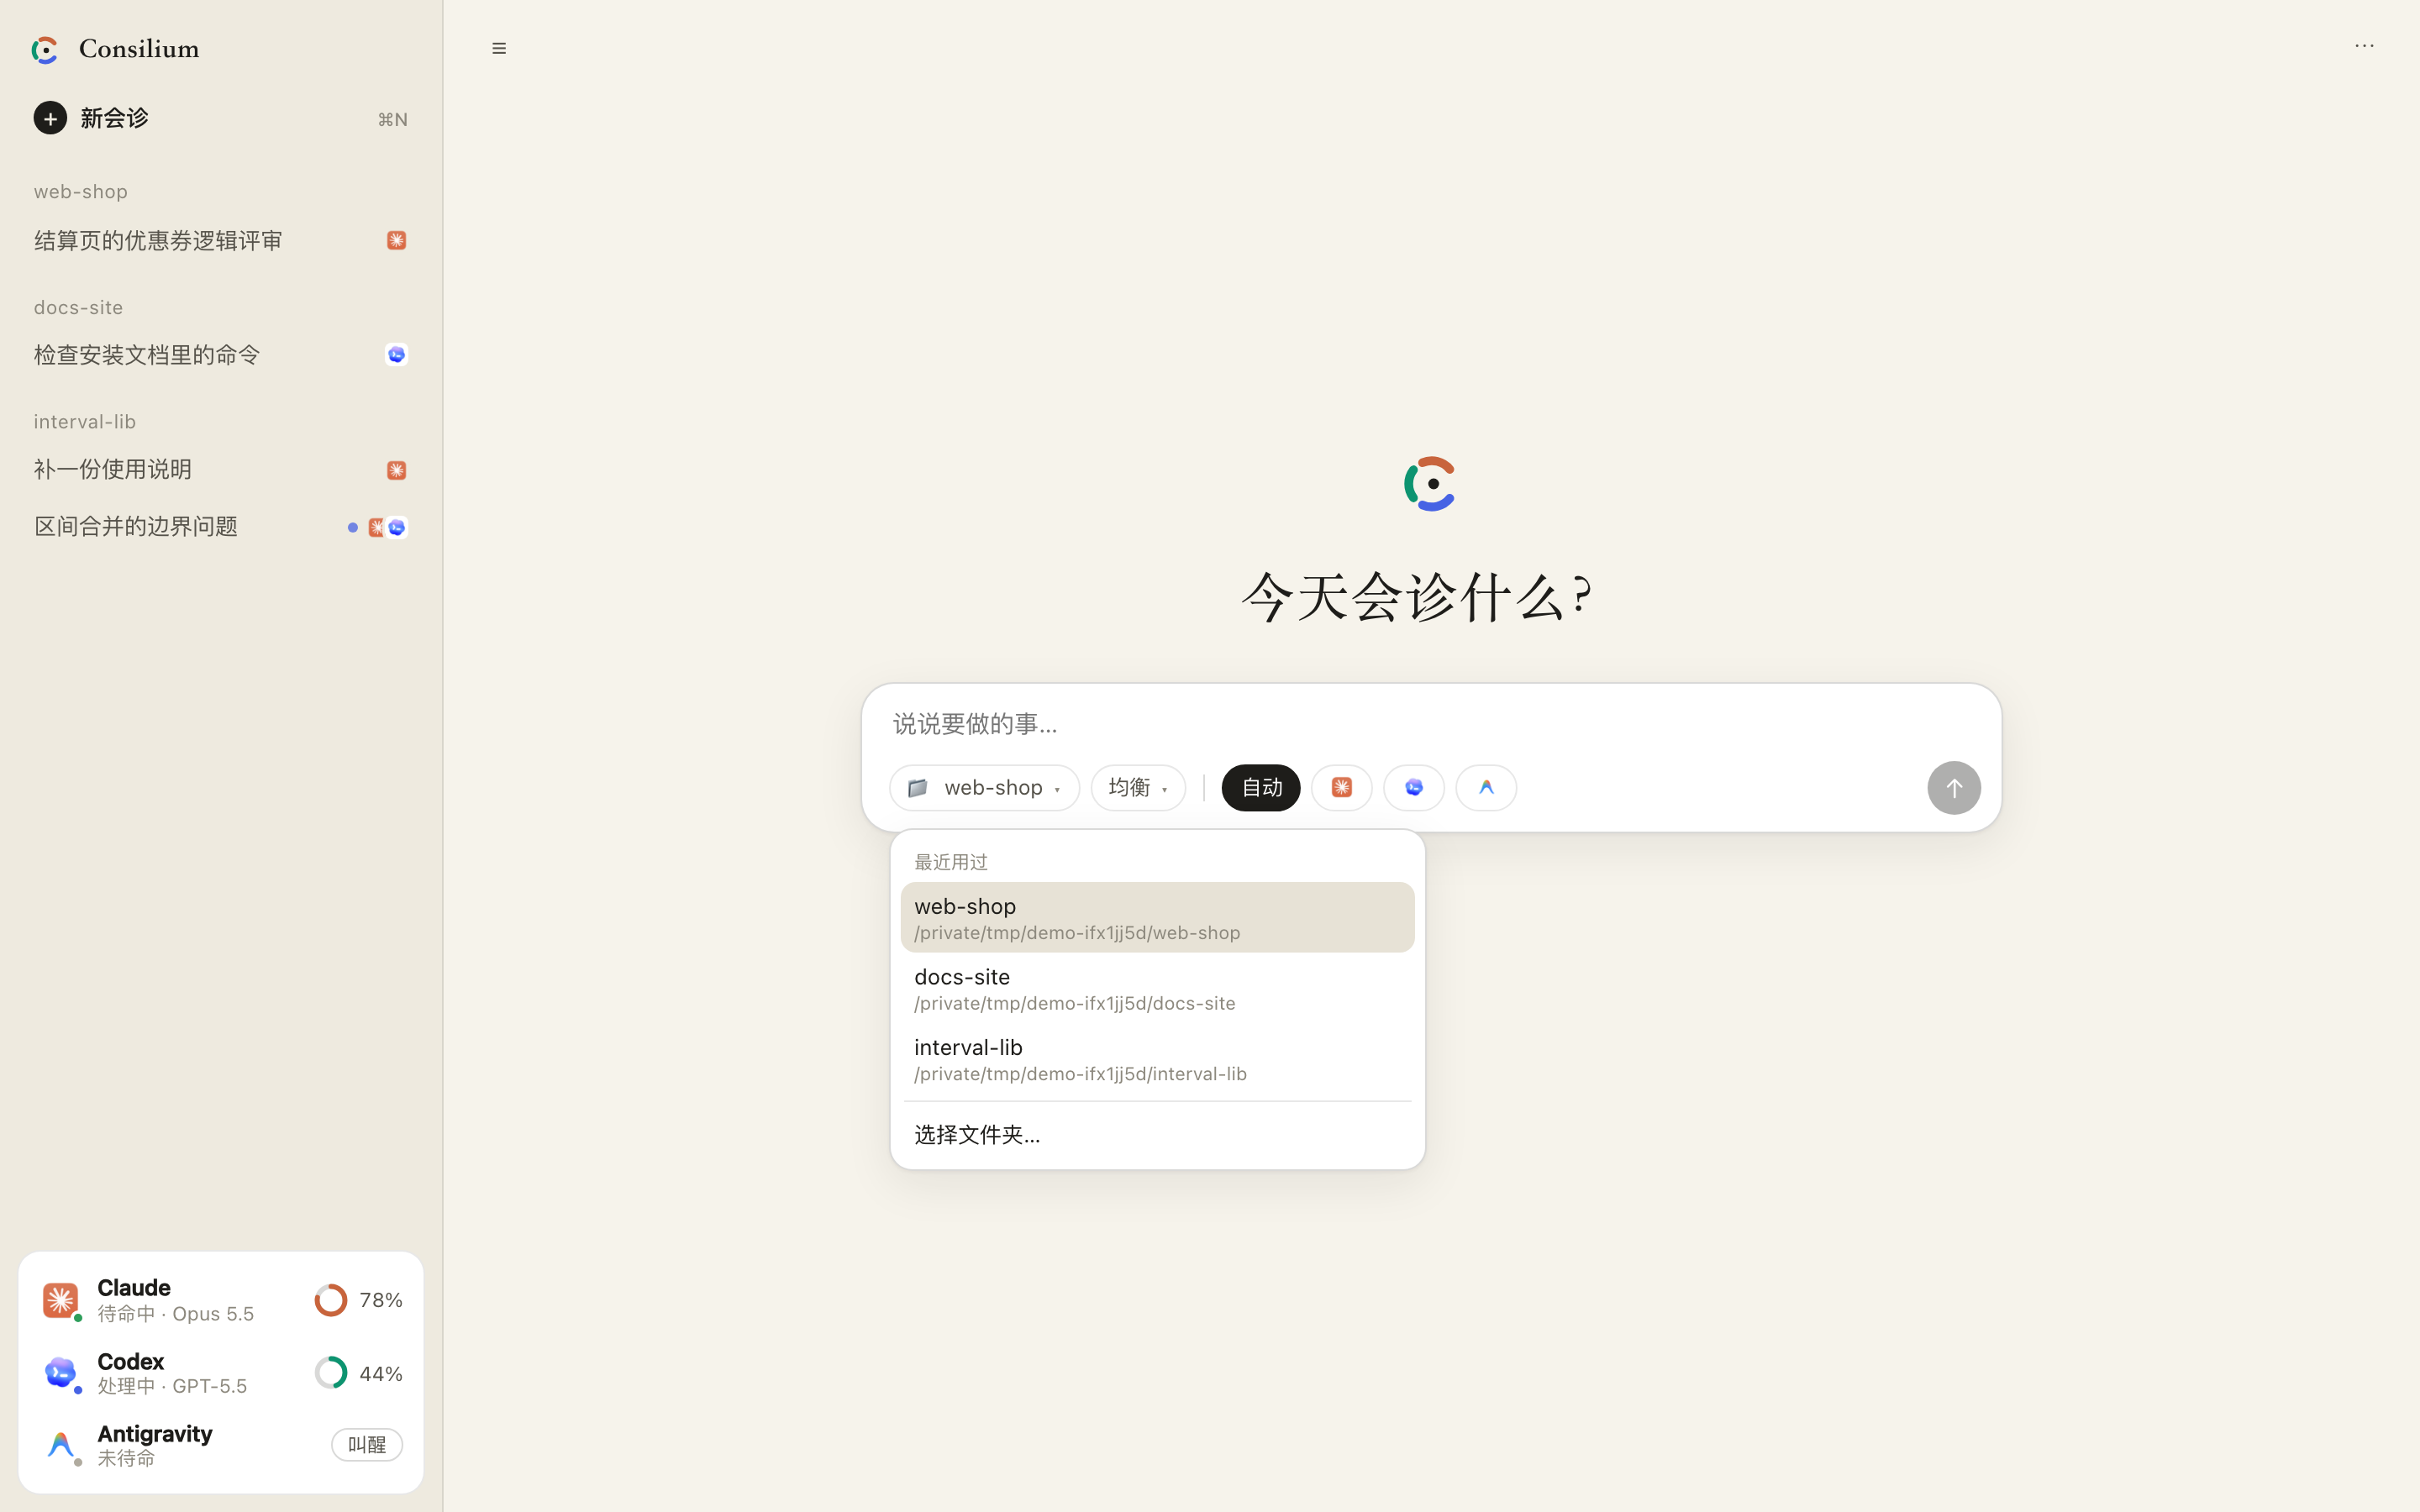 Consilium
新会诊 ⌘N
web-shop
结算页的优惠券逻辑评审
docs-site
检查安装文档里的命令
interval-lib
补一份使用说明
区间合并的边界问题
Claude
待命中 · Opus 5.5
78%
Codex
处理中 · GPT-5.5
44%
Antigravity
未待命
叫醒
今天会诊什么?
说说要做的事...
web-shop 均衡 自动
最近用过
web-shop
/private/tmp/demo-ifx1jj5d/web-shop
docs-site
/private/tmp/demo-ifx1jj5d/docs-site
interval-lib
/private/tmp/demo-ifx1jj5d/interval-lib
选择文件夹...